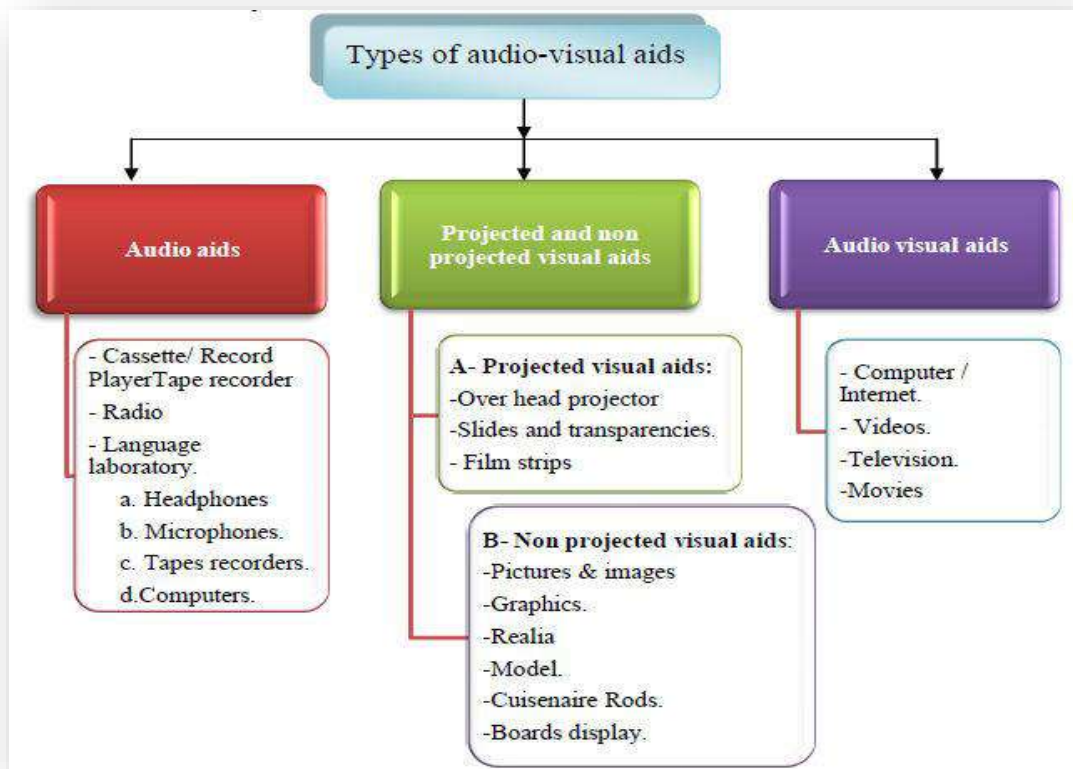 Types of audio-visual aids
Audio aids
- Cassette/ Record
PlayerTape recorder
- Radio
- Language
laboratory.
a. Headphones
b. Microphones.
c. Tapes recorders.
d.Computers.
Projected and non
projected visual aids
A- Projected visual aids:
-Over head projector
-Slides and transparencies.
- Film strips
B- Non projected visual aids:
-Pictures & images
-Graphics.
-Realia
-Model.
-Cuisenaire Rods.
-Boards display.
Audio visual aids
- Computer /
Internet.
- Videos.
-Television.
-Movies